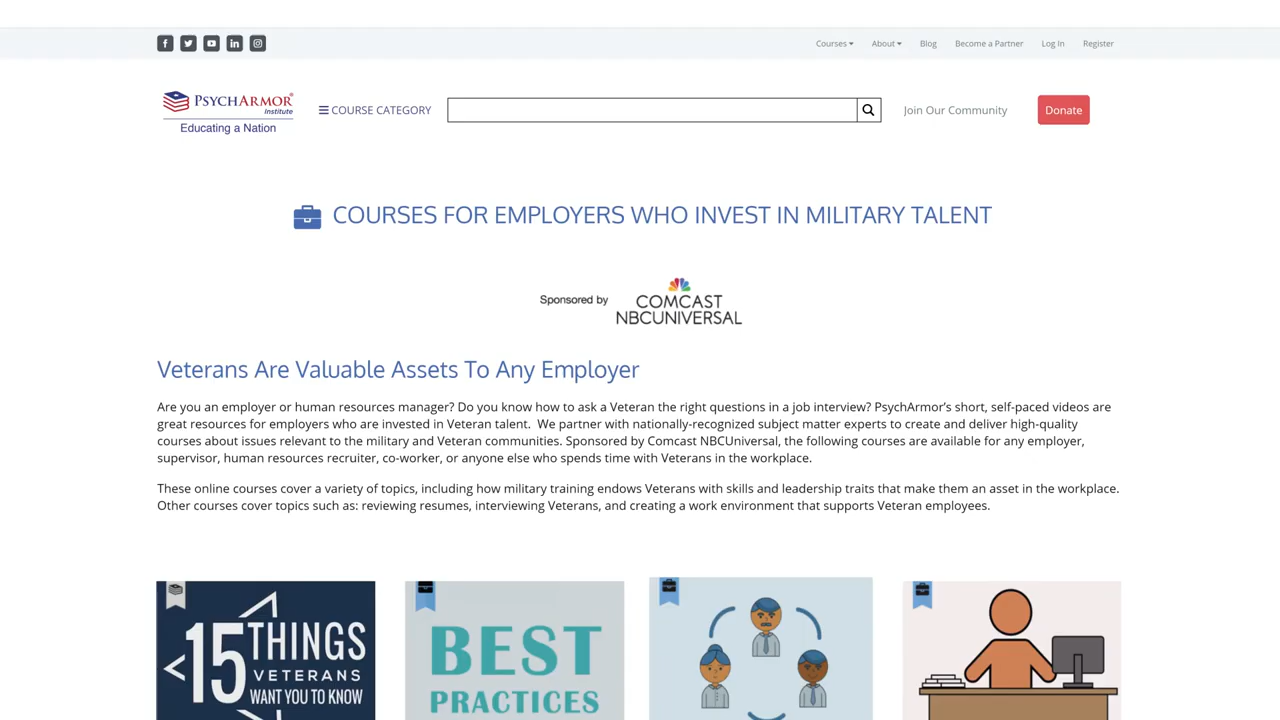 Courses About Blog Become a Partner Log In Register
PSYCHARMOR
Institute
Educating a Nation
COURSE CATEGORY
Join Our Community
Donate
COURSES FOR EMPLOYERS WHO INVEST IN MILITARY TALENT
Sponsored by
COMCAST
NBCUNIVERSAL
Veterans Are Valuable Assets To Any Employer
Are you an employer or human resources manager? Do you know how to ask a Veteran the right questions in a job interview? PsychArmor's short, self-paced videos are
great resources for employers who are invested in Veteran talent. We partner with nationally-recognized subject matter experts to create and deliver high-quality
courses about issues relevant to the military and Veteran communities. Sponsored by Comcast NBCUniversal, the following courses are available for any employer,
supervisor, human resources recruiter, co-worker, or anyone else who spends time with Veterans in the workplace.
These online courses cover a variety of topics, including how military training endows Veterans with skills and leadership traits that make them an asset in the workplace.
Other courses cover topics such as: reviewing resumes, interviewing Veterans, and creating a work environment that supports Veteran employees.
15 THINGS
VETERANS
WANT YOU TO KNOW
BEST
PRACTICES